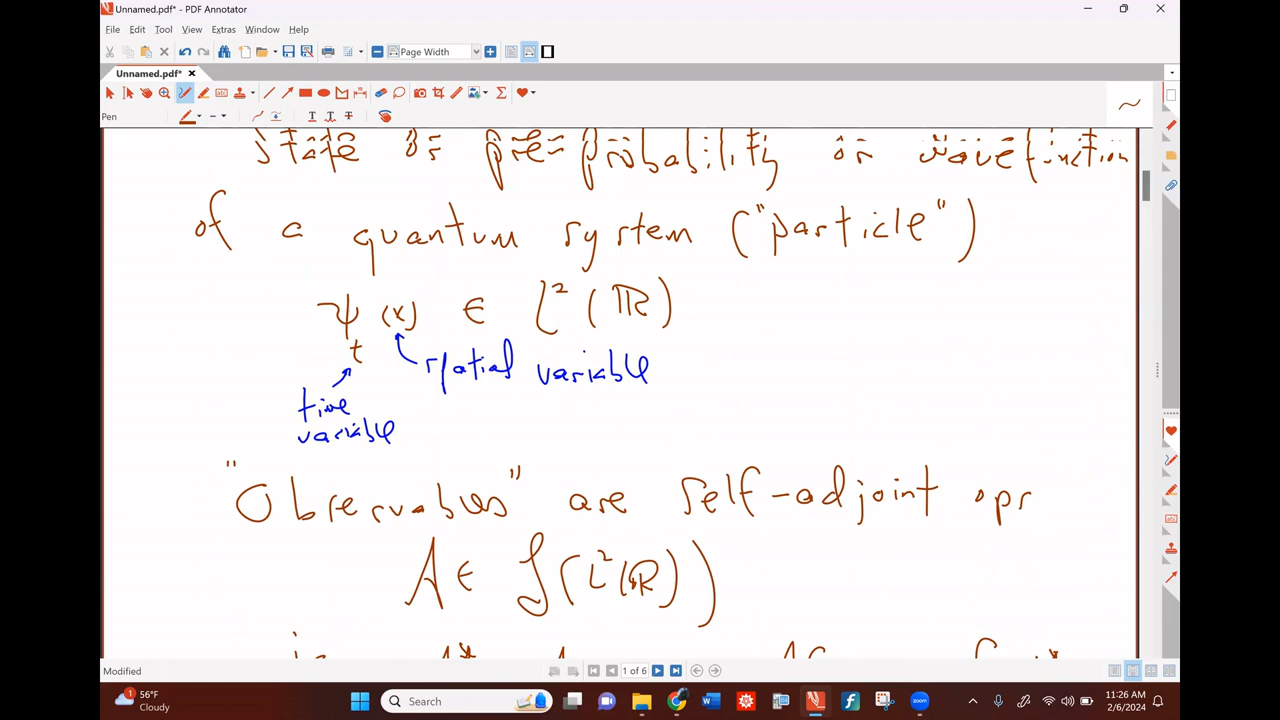 Unnamed.pdf* - PDF Annotator
File Edit Tool View Extras Window Help
Page Width
Unnamed.pdf*
Pen
State or pre-probability or wavefunction
of a quantum system ("particle")
ψ_t (x) ∈ L² (ℝ)
spatial variable
time
variable
"Observables" are self-adjoint opr
A ∈ L(L²(ℝ))
Modified
1 of 6
56°F
Cloudy
Search
11:26 AM
2/6/2024